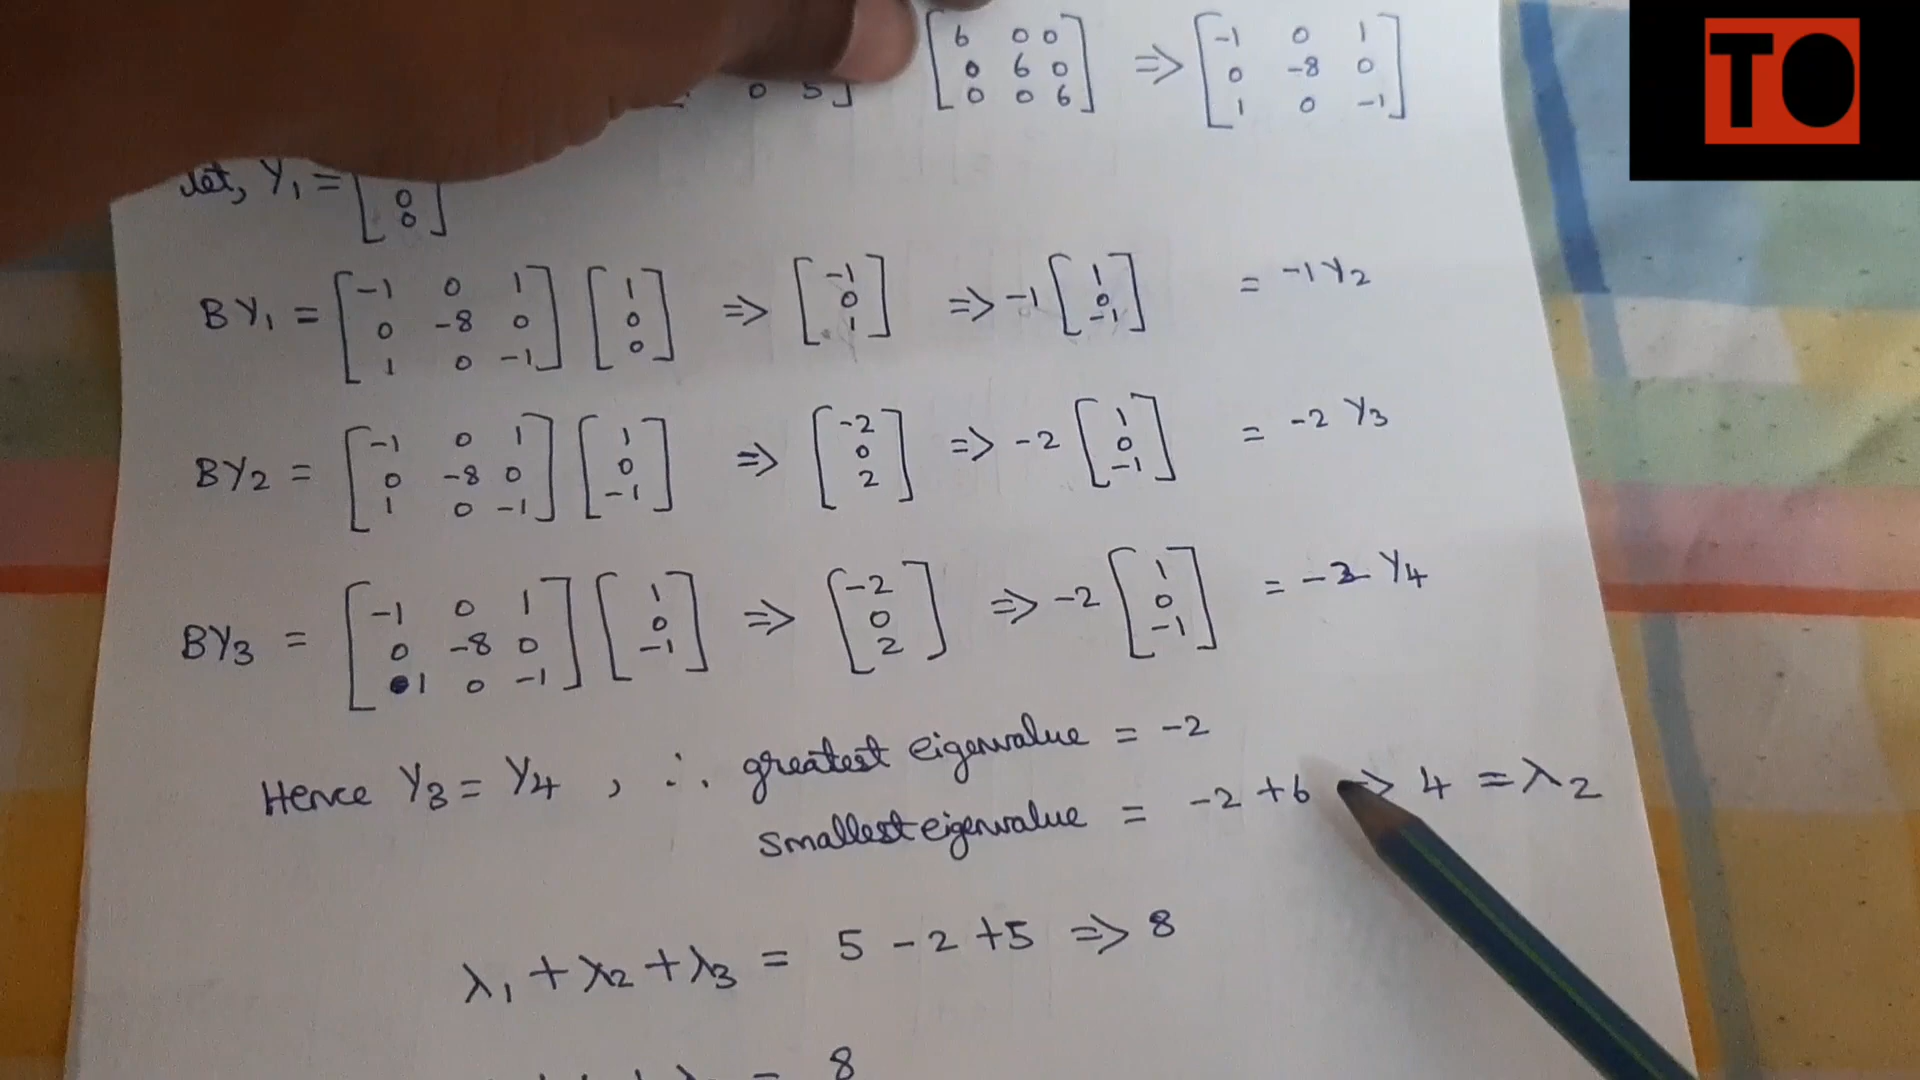 TO
0 5] [6 0 0 ⇒ [-1 0 1
0 6 0 0 -8 0
0 0 6] 1 0 -1]
let, Y₁ = [ 0 0 ]
BY₁ = [-1 0 1; 0 -8 0; 1 0 -1] [1; 0; 0] ⇒ [-1; 0; 1] ⇒ -1 [1; 0; -1] = -1 Y₂
BY₂ = [-1 0 1; 0 -8 0; 1 0 -1] [1; 0; -1] ⇒ [-2; 0; 2] ⇒ -2 [1; 0; -1] = -2 Y₃
BY₃ = [-1 0 1; 0 -8 0; 1 0 -1] [1; 0; -1] ⇒ [-2; 0; 2] ⇒ -2 [1; 0; -1] = -2 Y₄
Hence Y₃ = Y₄ , ∴ greatest eigenvalue = -2
smallest eigenvalue = -2 + 6 ⇒ 4 = λ₂
λ₁ + λ₂ + λ₃ = 5 - 2 + 5 ⇒ 8
= 8